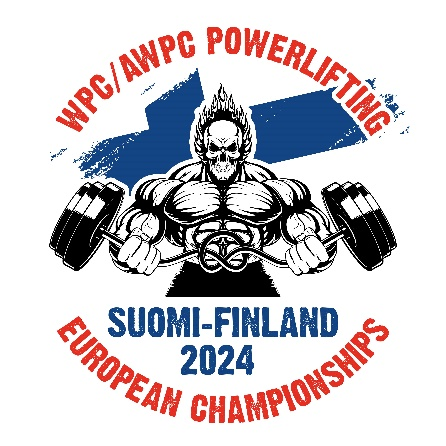 WPC/AWPC POWERLIFTING
SUOMI-FINLAND
2024
EUROPEAN CHAMPIONSHIPS